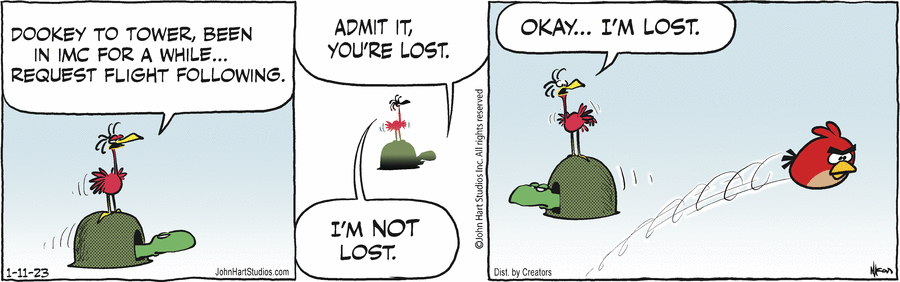 DOOKEY TO TOWER, BEEN
IN IMC FOR A WHILE...
REQUEST FLIGHT FOLLOWING.
1-11-23
JohnHartStudios.com
ADMIT IT,
YOU'RE LOST.
I'M NOT
LOST.
©John Hart Studios Inc. All rights reserved
OKAY... I'M LOST.
Dist. by Creators